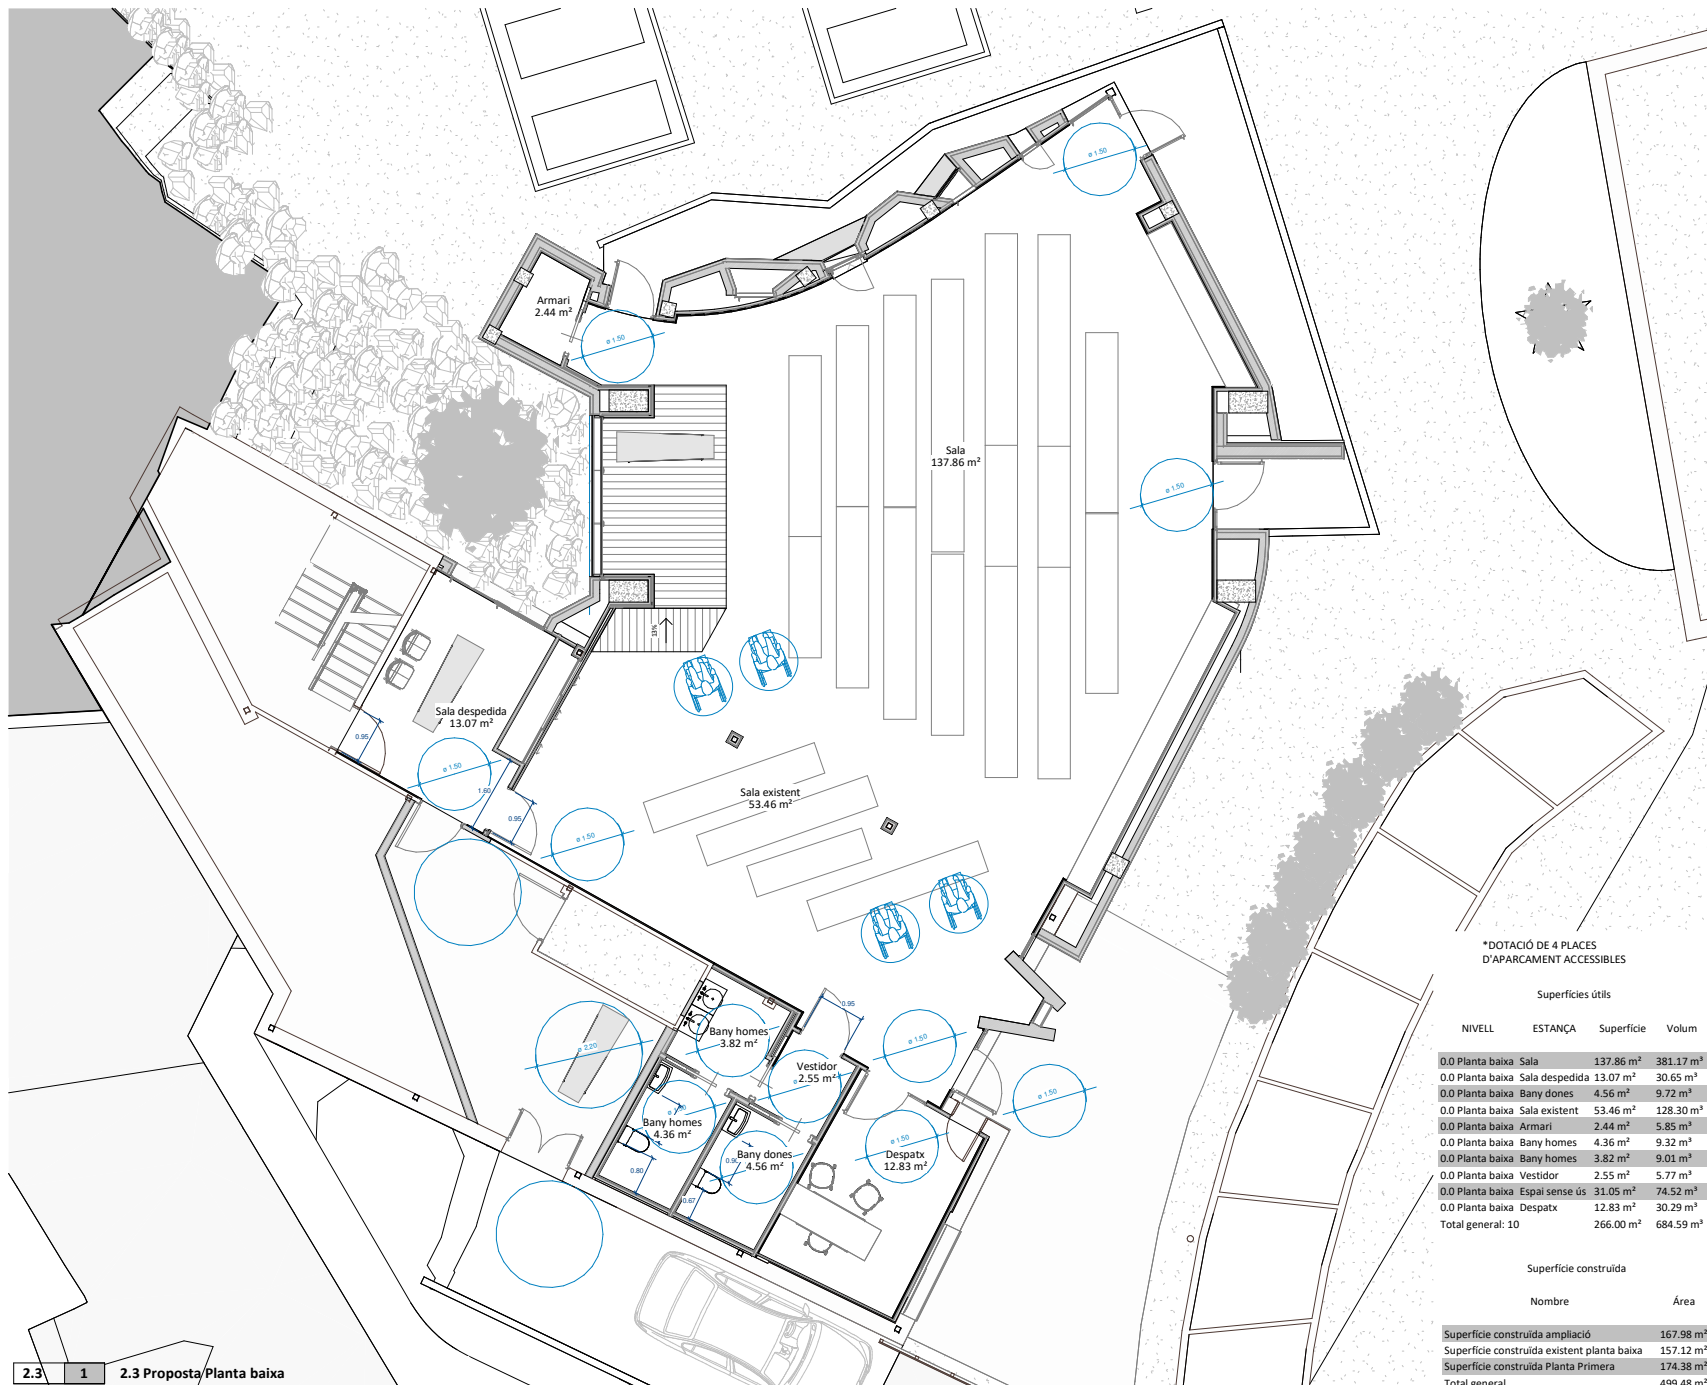 ø 1.50
Armari
2.44 m²
ø 1.50
Sala
137.86 m²
ø 1.50
13%
Sala despedida
13.07 m²
0.95
ø 1.50
1.60
0.95
ø 1.50
Sala existent
53.46 m²
*DOTACIÓ DE 4 PLACES
D'APARCAMENT ACCESSIBLES
Superfícies útils
NIVELL ESTANÇA Superfície Volum
0.0 Planta baixa Sala 137.86 m² 381.17 m³
0.0 Planta baixa Sala despedida 13.07 m² 30.65 m³
0.0 Planta baixa Bany dones 4.56 m² 9.72 m³
0.0 Planta baixa Sala existent 53.46 m² 128.30 m³
0.0 Planta baixa Armari 2.44 m² 5.85 m³
0.0 Planta baixa Bany homes 4.36 m² 9.32 m³
0.0 Planta baixa Bany homes 3.82 m² 9.01 m³
0.0 Planta baixa Vestidor 2.55 m² 5.77 m³
0.0 Planta baixa Espai sense ús 31.05 m² 74.52 m³
0.0 Planta baixa Despatx 12.83 m² 30.29 m³
Total general: 10 266.00 m² 684.59 m³
Superfície construïda
Nombre Área
Superfície construïda ampliació 167.98 m²
Superfície construïda existent planta baixa 157.12 m²
Superfície construïda Planta Primera 174.38 m²
Total general 499.48 m²
0.95
Bany homes
3.82 m²
ø 2.20
ø 1.50
Vestidor
2.55 m²
ø 1.50
Bany homes
4.36 m²
0.80
Bany dones
4.56 m²
0.67
ø 1.50
Despatx
12.83 m²
2.3 1 2.3 Proposta Planta baixa